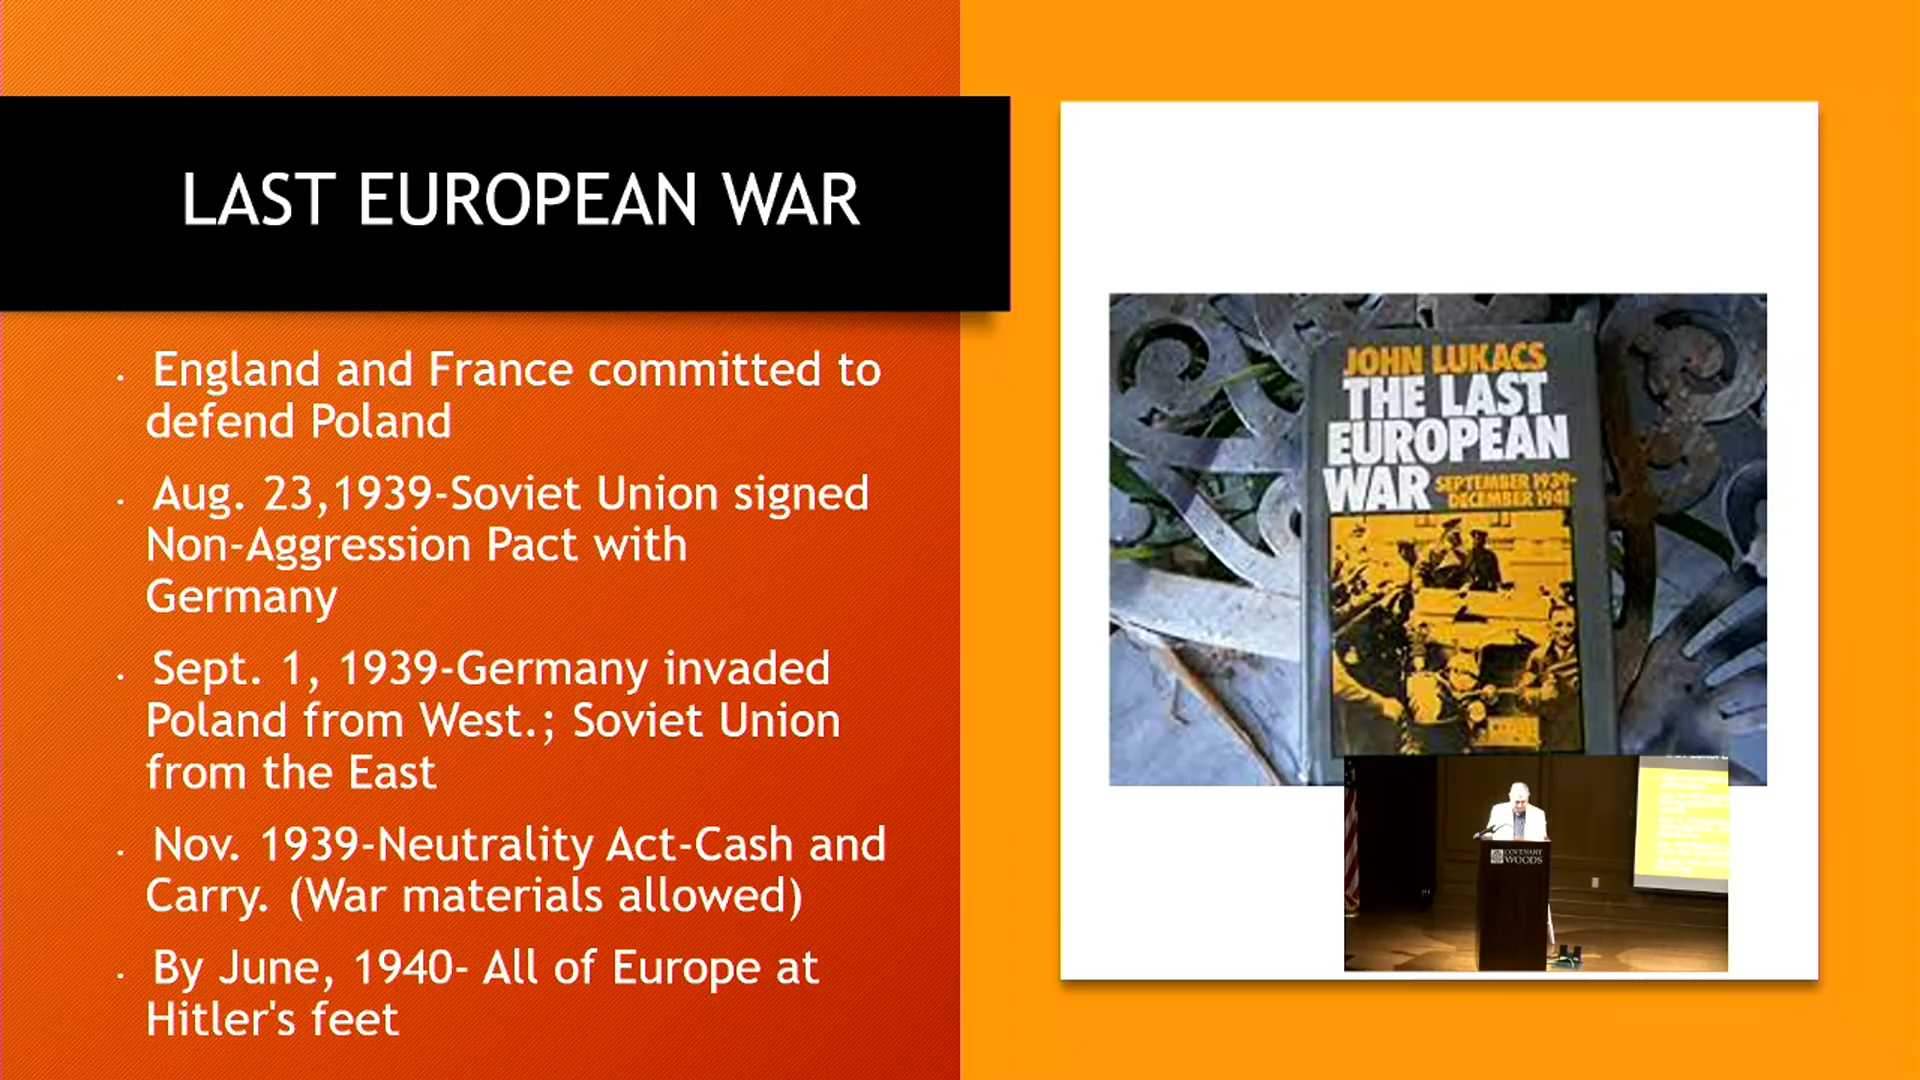 LAST EUROPEAN WAR
England and France committed to
defend Poland
Aug. 23,1939-Soviet Union signed
Non-Aggression Pact with
Germany
Sept. 1, 1939-Germany invaded
Poland from West.; Soviet Union
from the East
Nov. 1939-Neutrality Act-Cash and
Carry. (War materials allowed)
By June, 1940- All of Europe at
Hitler's feet
JOHN LUKACS
THE LAST
EUROPEAN
WAR
SEPTEMBER 1939-
DECEMBER 1941
COVENANT
WOODS